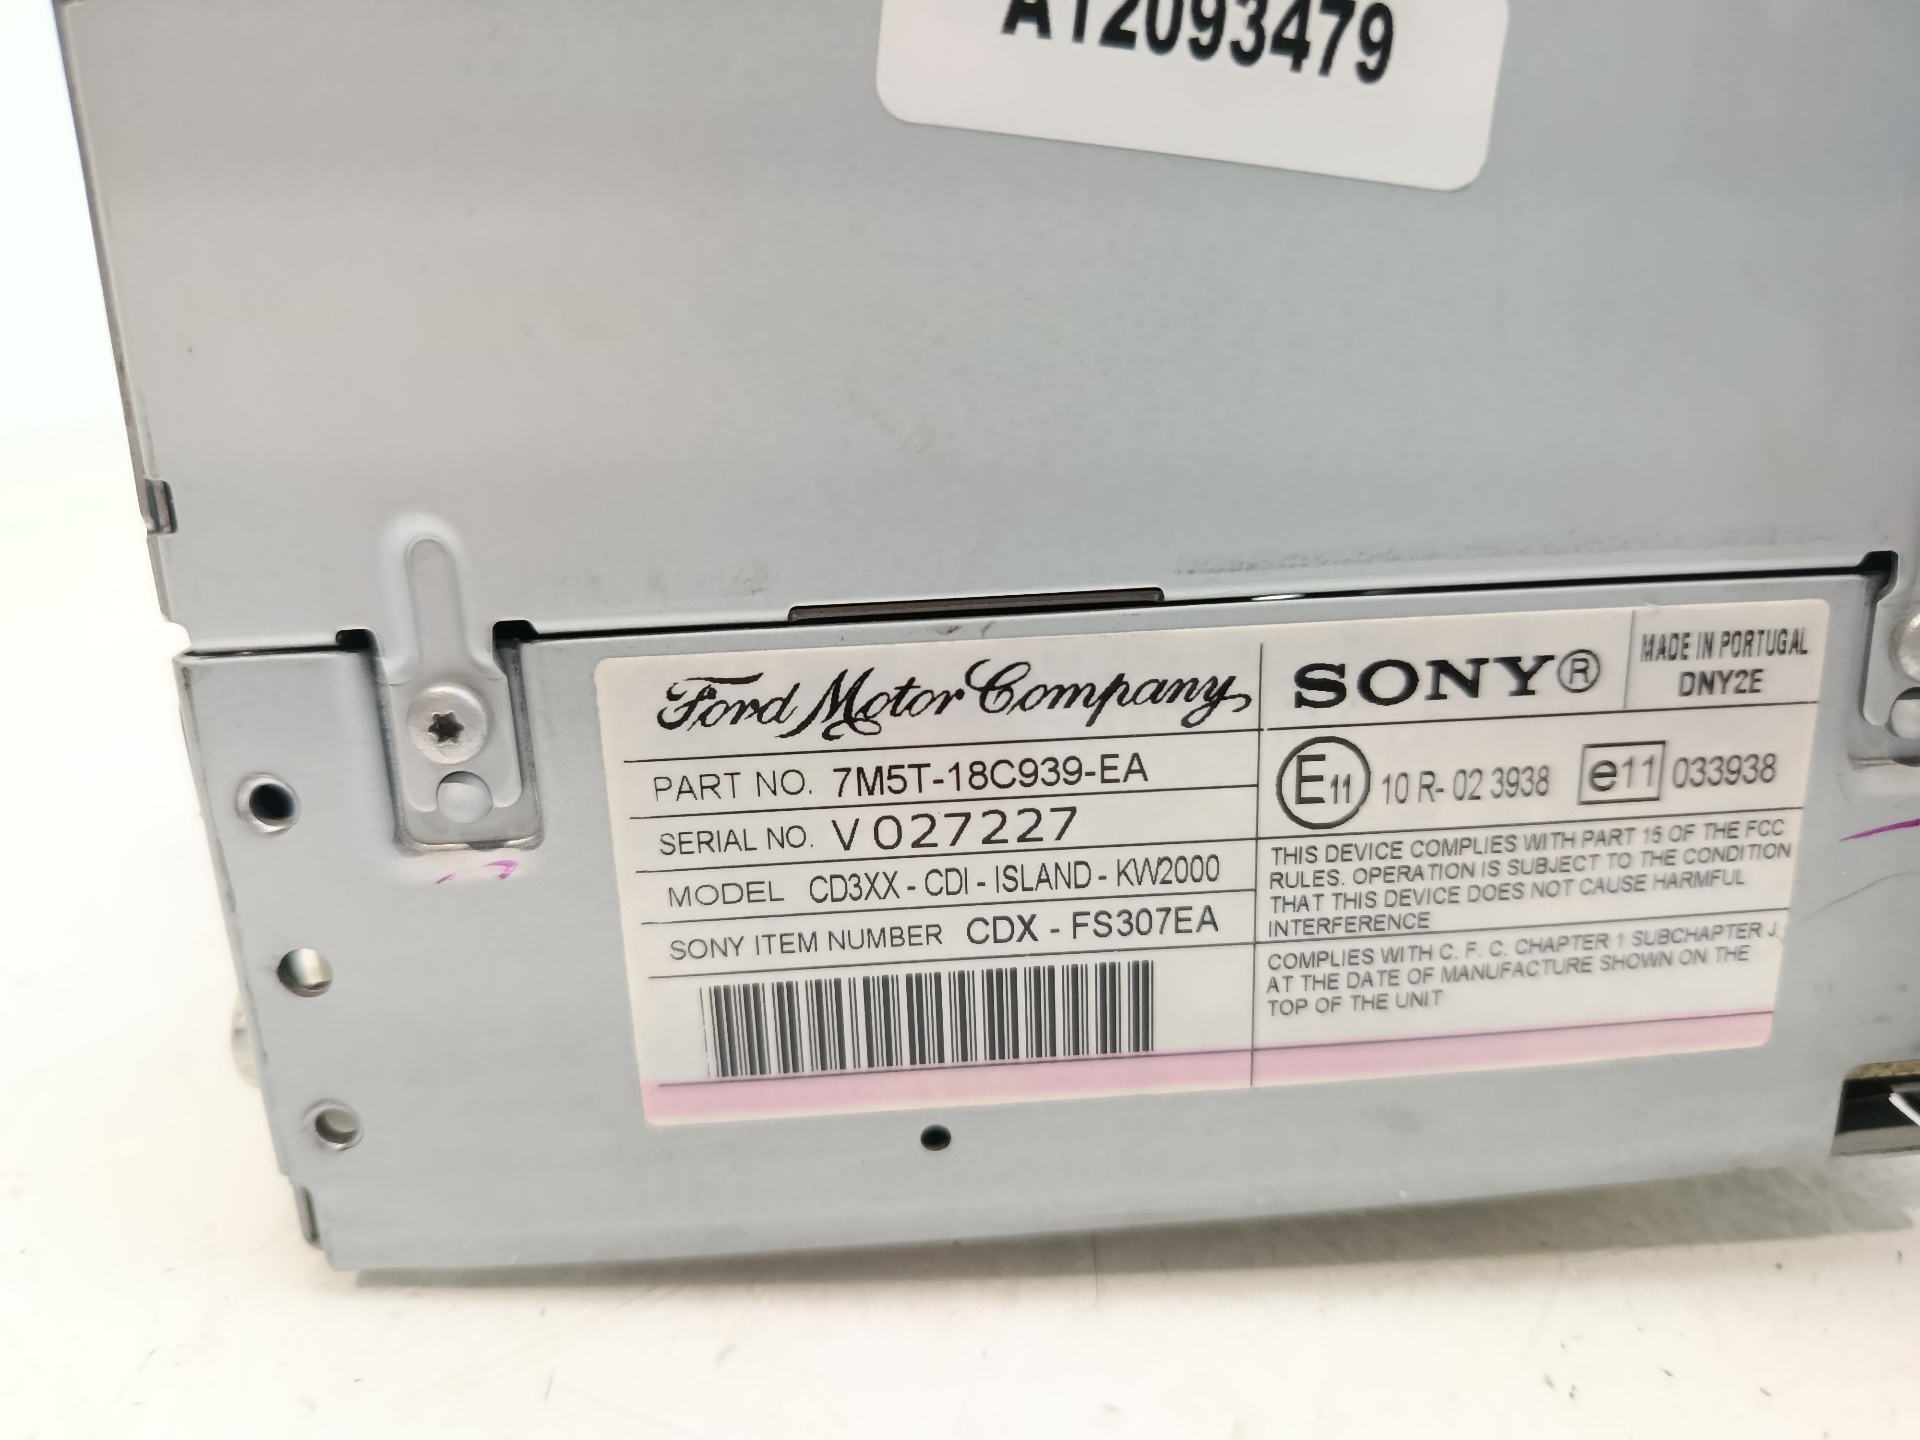 A12093479
Ford Motor Company
PART NO. 7M5T-18C939-EA
SERIAL NO. V 027227
MODEL CD3XX - CDI - ISLAND - KW2000
SONY ITEM NUMBER CDX - FS307EA
SONY®
MADE IN PORTUGAL
DNY2E
E11 10 R- 02 3938 e11 033938
THIS DEVICE COMPLIES WITH PART 15 OF THE FCC
RULES. OPERATION IS SUBJECT TO THE CONDITION
THAT THIS DEVICE DOES NOT CAUSE HARMFUL
INTERFERENCE
COMPLIES WITH C. F. C. CHAPTER 1 SUBCHAPTER J,
AT THE DATE OF MANUFACTURE SHOWN ON THE
TOP OF THE UNIT